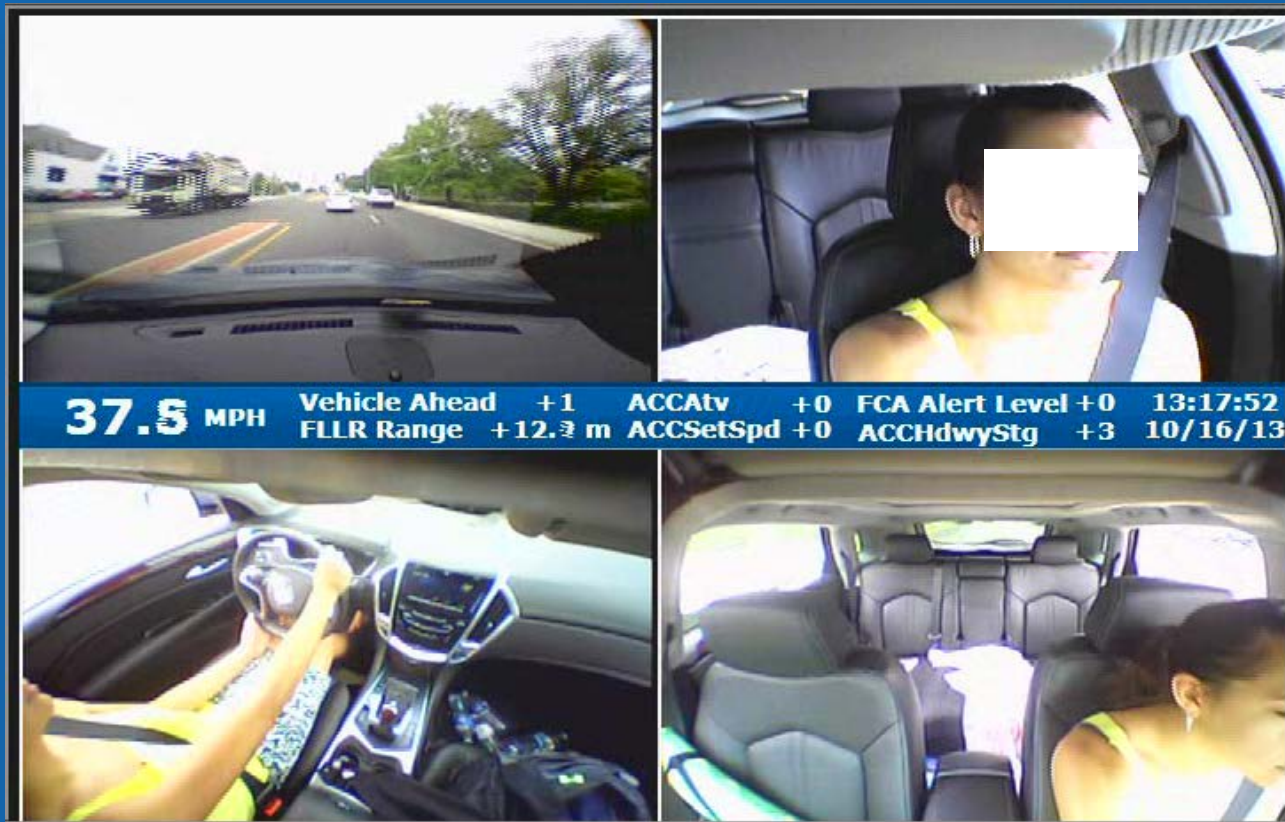 37.5 MPH
Vehicle Ahead +1 ACCAtv +0 FCA Alert Level +0 13:17:52
FLLR Range m ACCSetSpd +0 ACCHdwyStg +3 10/16/13